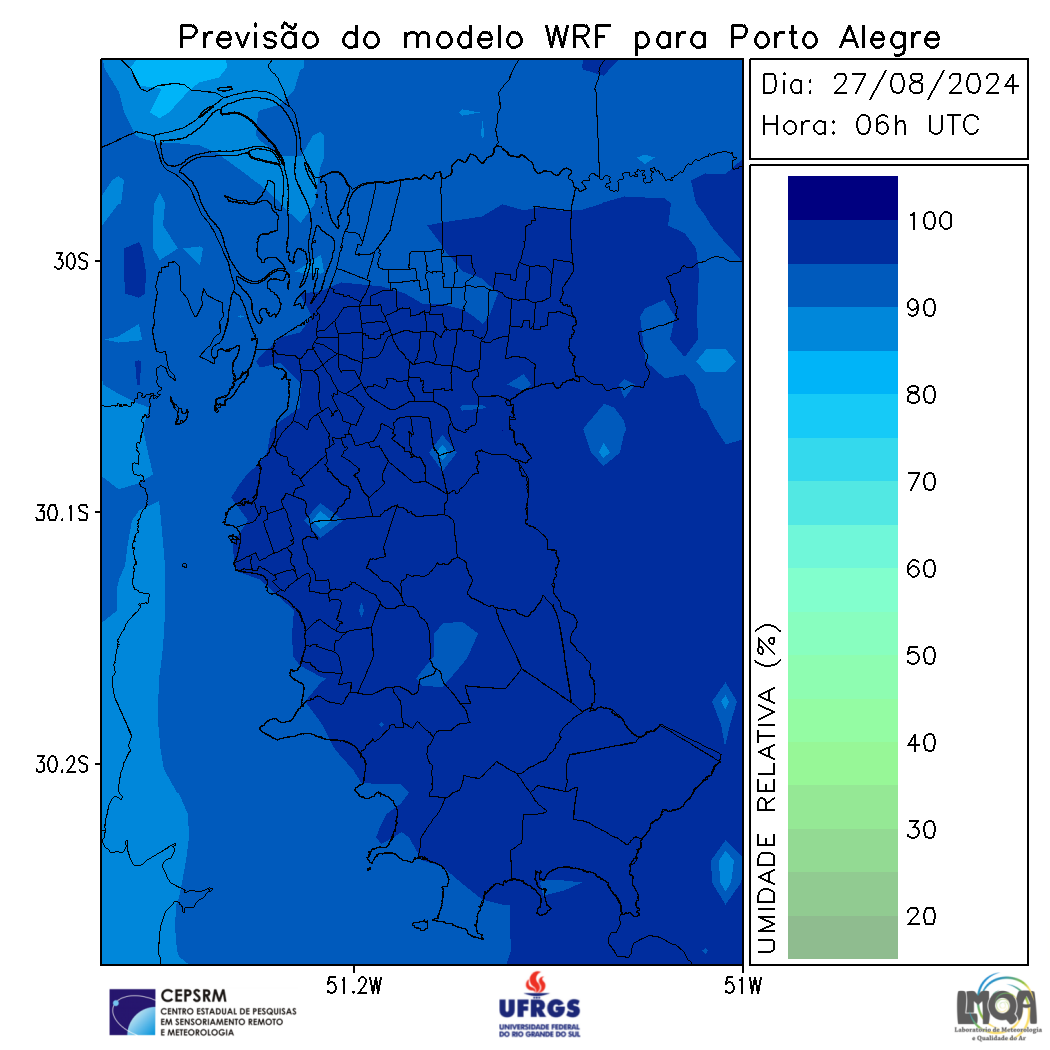 Previsão do modelo WRF para Porto Alegre
Dia: 27/08/2024
Hora: 06h UTC
30S
30.1S
30.2S
51.2W
51W
UMIDADE RELATIVA (%)
100
90
80
70
60
50
40
30
20
CEPSRM
CENTRO ESTADUAL DE PESQUISAS
EM SENSORIAMENTO REMOTO
E METEOROLOGIA
UFRGS
UNIVERSIDADE FEDERAL
DO RIO GRANDE DO SUL
LMQA
Laboratório de Meteorologia
e Qualidade do Ar